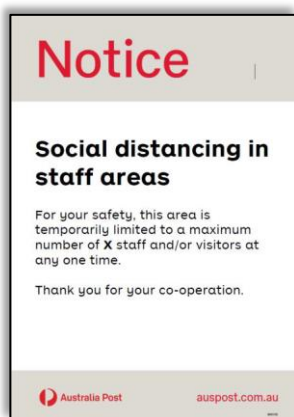 Notice
Social distancing in
staff areas
For your safety, this area is
temporarily limited to a maximum
number of X staff and/or visitors at
any one time.
Thank you for your co-operation.
Australia Post
auspost.com.au